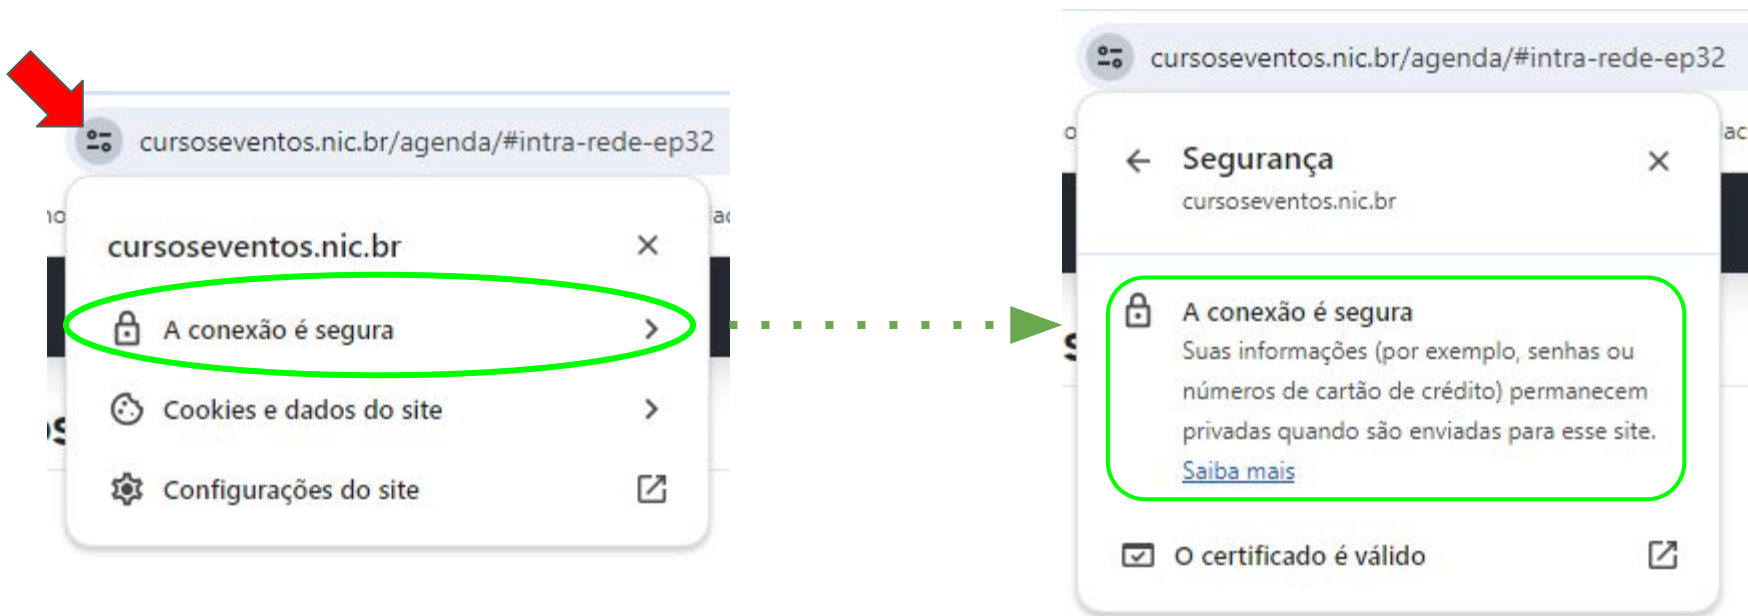 cursoseventos.nic.br/agenda/#intra-rede-ep32
cursoseventos.nic.br
A conexão é segura
Cookies e dados do site
Configurações do site
cursoseventos.nic.br/agenda/#intra-rede-ep32
Segurança
cursoseventos.nic.br
A conexão é segura
Suas informações (por exemplo, senhas ou
números de cartão de crédito) permanecem
privadas quando são enviadas para esse site.
Saiba mais
O certificado é válido